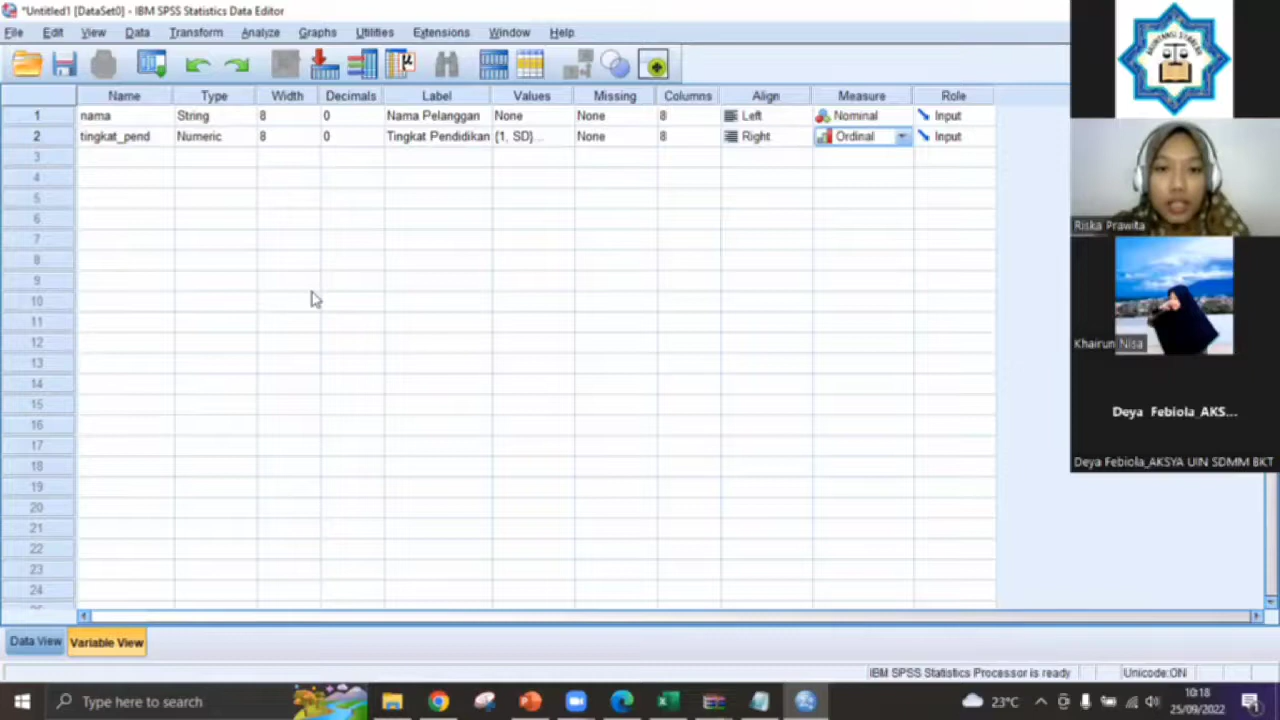 *Untitled1 [DataSet0] - IBM SPSS Statistics Data Editor
File Edit View Data Transform Analyze Graphs Utilities Extensions Window Help
Name Type Width Decimals Label Values Missing Columns Align Measure Role
1 nama String 8 0 Nama Pelanggan None None 8 Left Nominal Input
2 tingkat_pend Numeric 8 0 Tingkat Pendidikan {1, SD}... None 8 Right Ordinal Input
3
4
5
6
7
8
9
10
11
12
13
14
15
16
17
18
19
20
21
22
23
24
Data View Variable View
IBM SPSS Statistics Processor is ready Unicode:ON
Type here to search
23°C
10:18
25/09/2022
AKUNTANSI SYARIAH
Riska Prawita
Khairun Nisa
Deya Febiola_AKS...
Deya Febiola_AKSYA UIN SDMM BKT